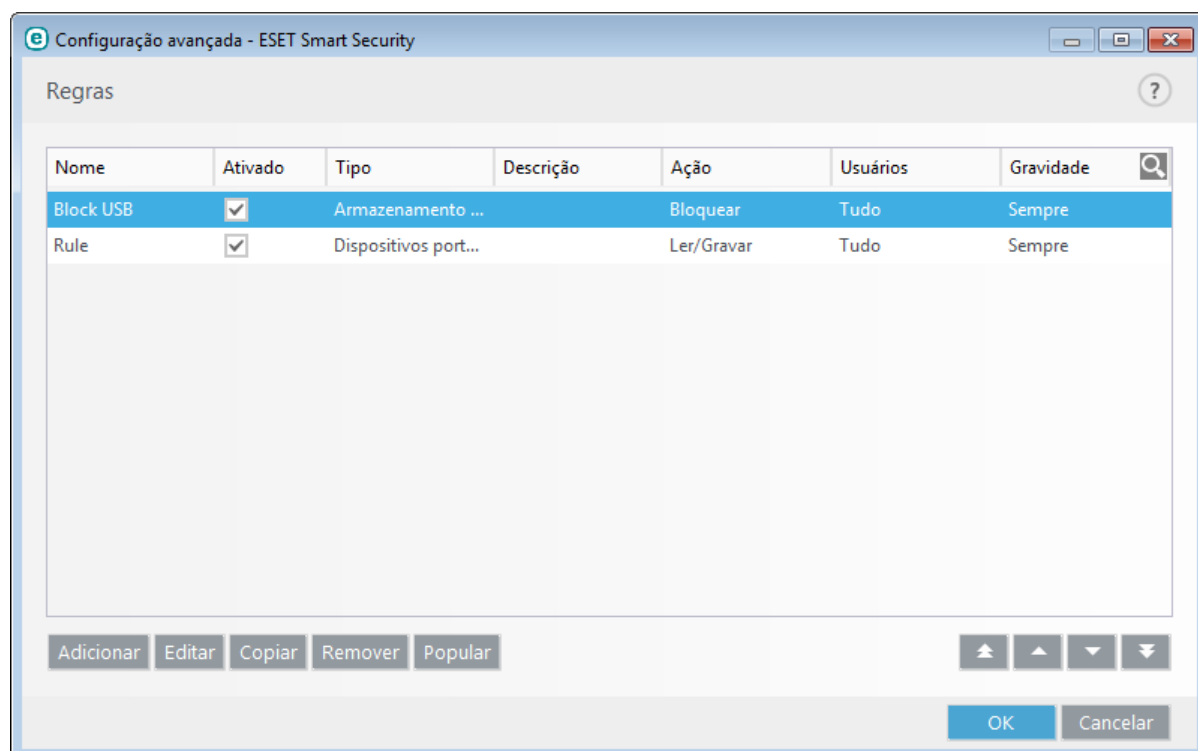 Configuração avançada - ESET Smart Security
Regras
?
Nome Ativado Tipo Descrição Ação Usuários Gravidade
Block USB Armazenamento ... Bloquear Tudo Sempre
Rule Dispositivos port... Ler/Gravar Tudo Sempre
Adicionar Editar Copiar Remover Popular
OK Cancelar